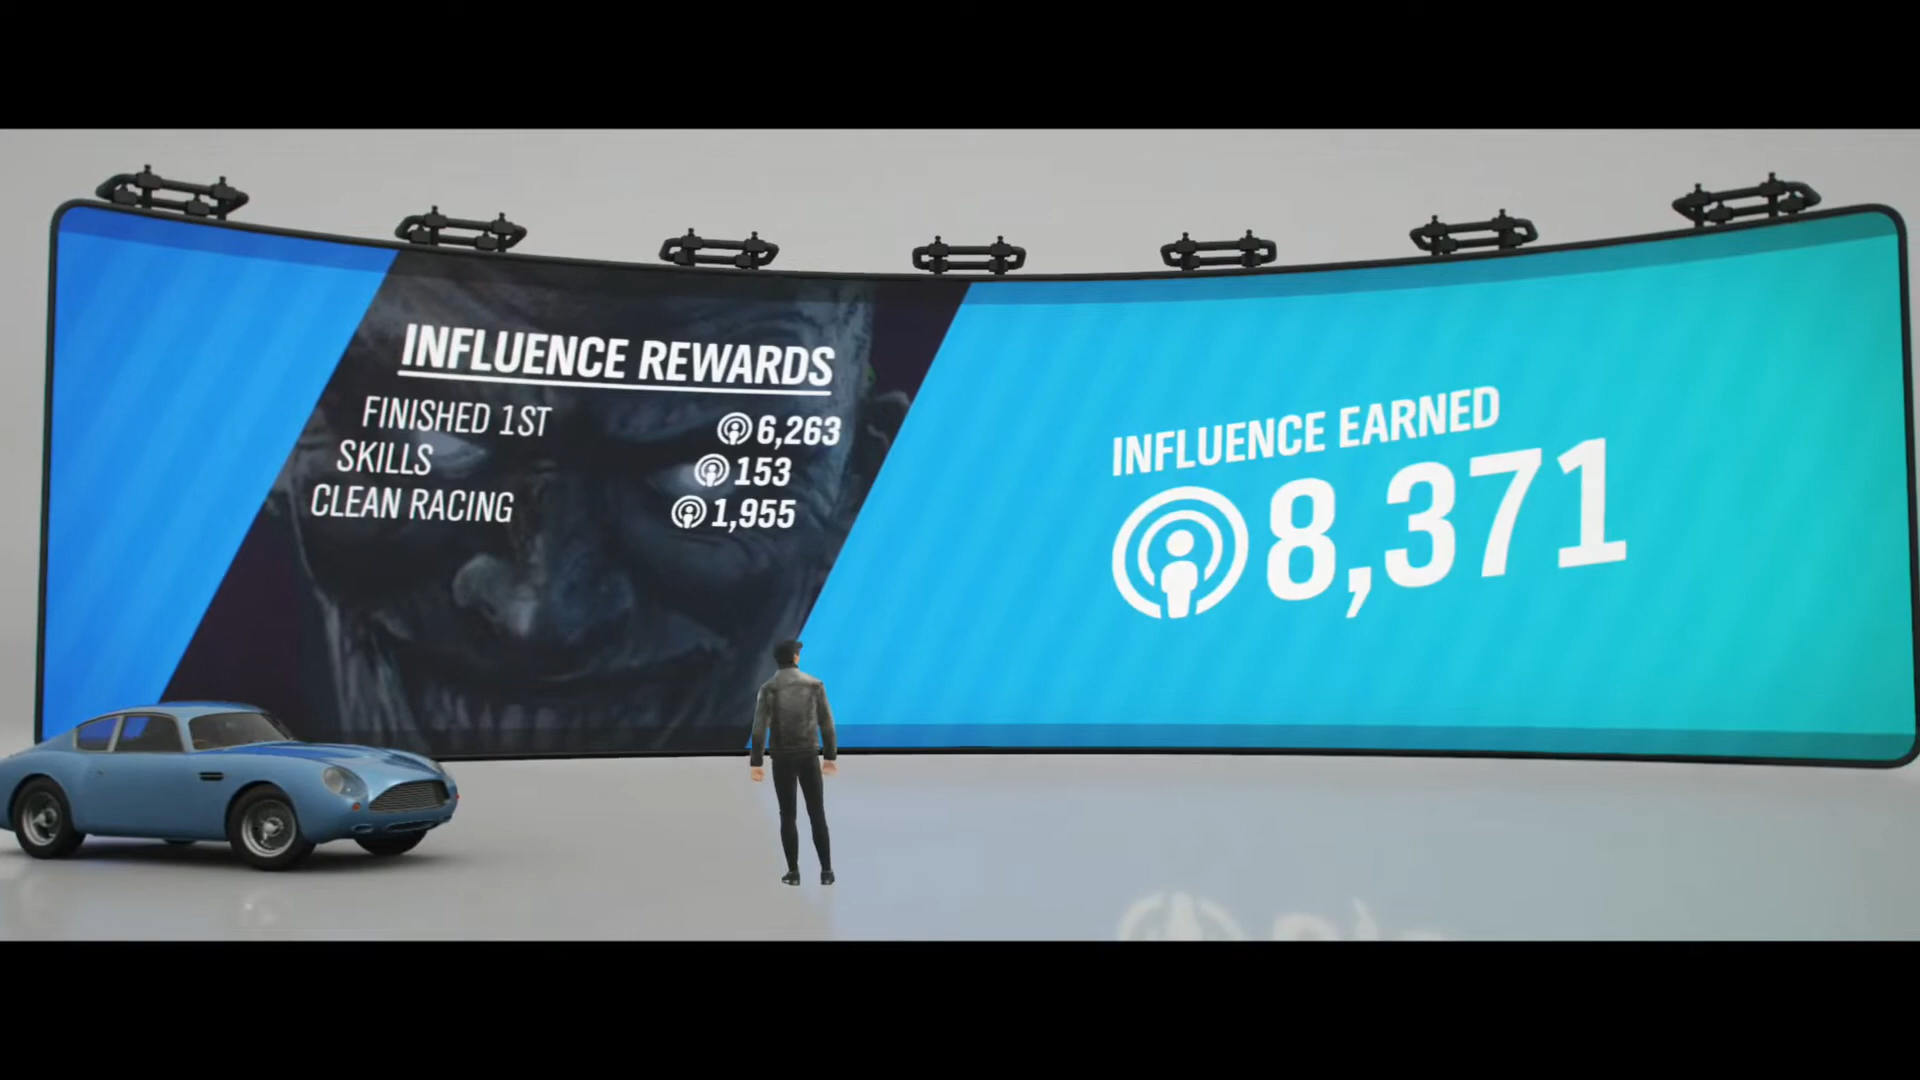 INFLUENCE REWARDS
FINISHED 1ST 6,263
SKILLS 153
CLEAN RACING 1,955
INFLUENCE EARNED
8,371